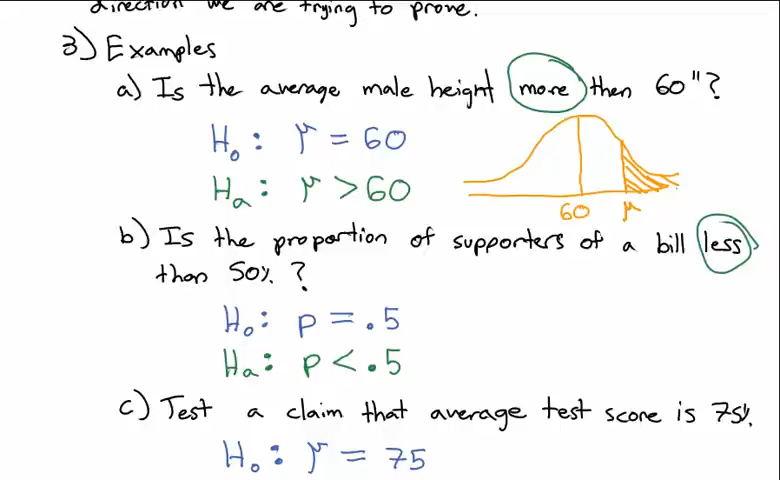 direction we are trying to prove.
3) Examples
a) Is the average male height more then 60"?
H₀: μ = 60
Hₐ: μ > 60
60 μ
b) Is the proportion of supporters of a bill less
than 50%?
H₀: p = .5
Hₐ: p < .5
c) Test a claim that average test score is 75%.
H₀: μ = 75